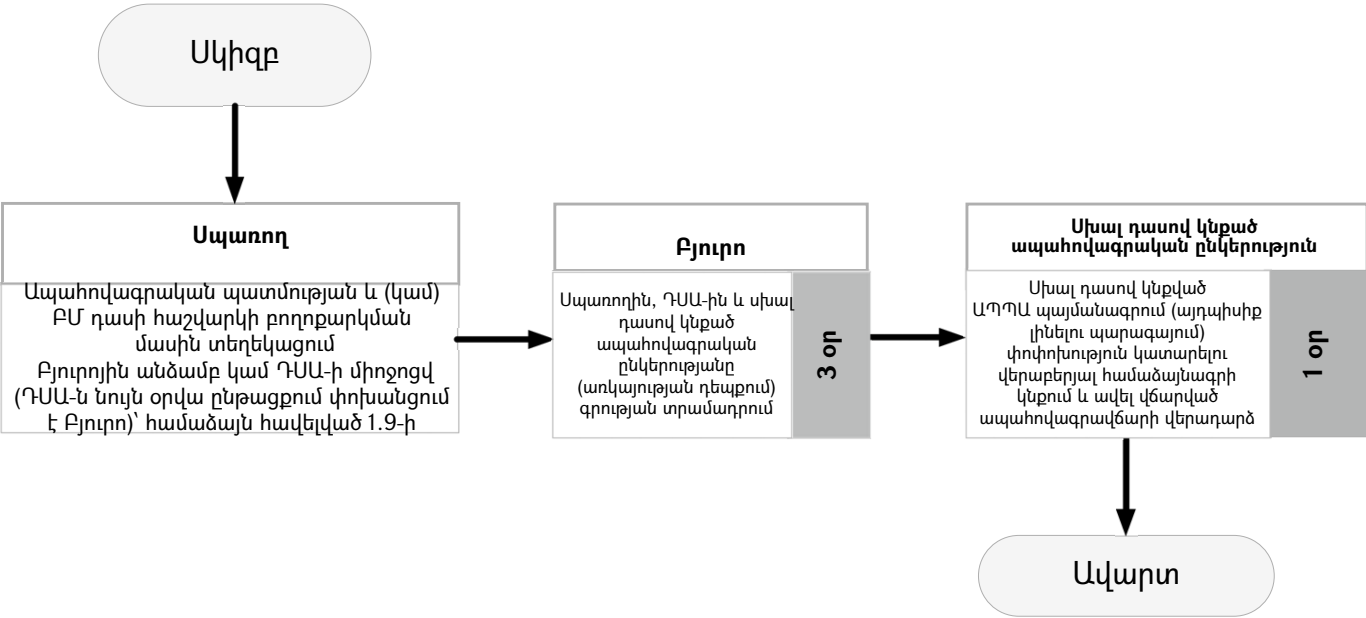 Սկիզբ
Սպառող
Ապահովագրական պատմության և (կամ)
ԲՄ դասի հաշվարկի բողոքարկման
մասին տեղեկացում
Բյուրոյին անձամբ կամ ԴՍԱ-ի միոջոցվ
(ԴՍԱ-ն նույն օրվա ընթացքում փոխանցում
է Բյուրո)՝ համաձայն հավելված 1.9-ի
Բյուրո
Սպառողին, ԴՍԱ-ին և սխալ
դասով կնքած
ապահովագրական
ընկերությանը
(առկայության դեպքում)
գրության տրամադրում
3 օր
Սխալ դասով կնքած
ապահովագրական ընկերություն
Սխալ դասով կնքված
ԱՊՊԱ պայմանագրում (այդպիսիք
լինելու պարագայում)
փոփոխություն կատարելու
վերաբերյալ համաձայնագրի
կնքում և ավել վճարված
ապահովագրավճարի վերադարձ
1 օր
Ավարտ